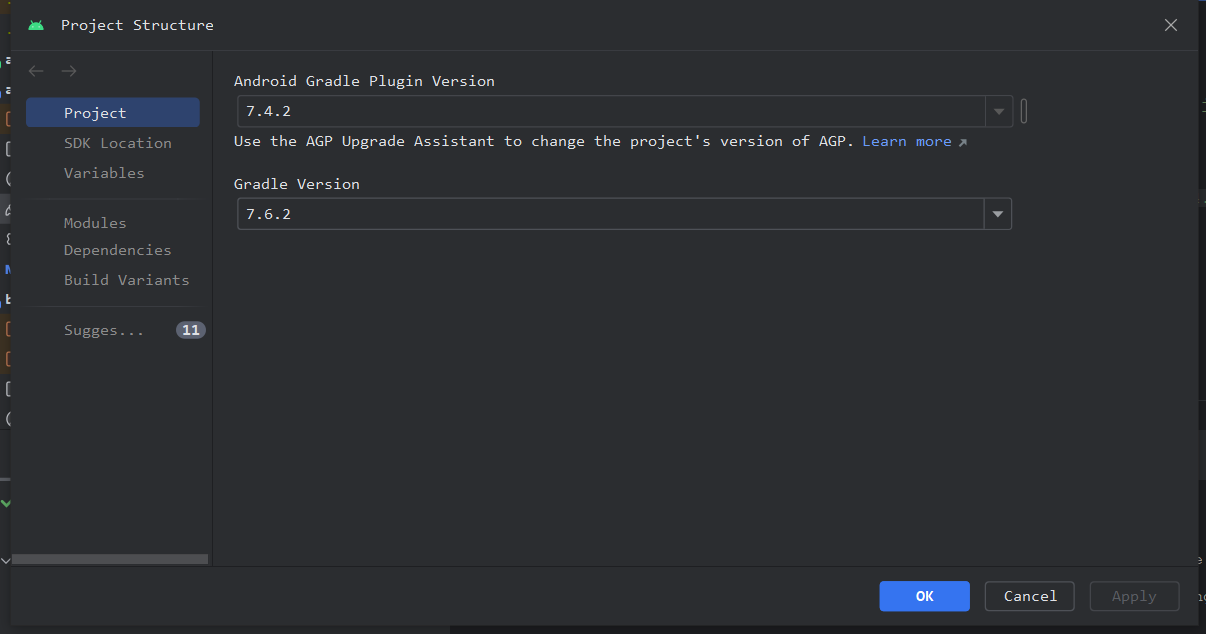 Project Structure
Project
SDK Location
Variables
Modules
Dependencies
Build Variants
Sugges... 11
Android Gradle Plugin Version
7.4.2
Use the AGP Upgrade Assistant to change the project's version of AGP. Learn more
Gradle Version
7.6.2
OK Cancel Apply